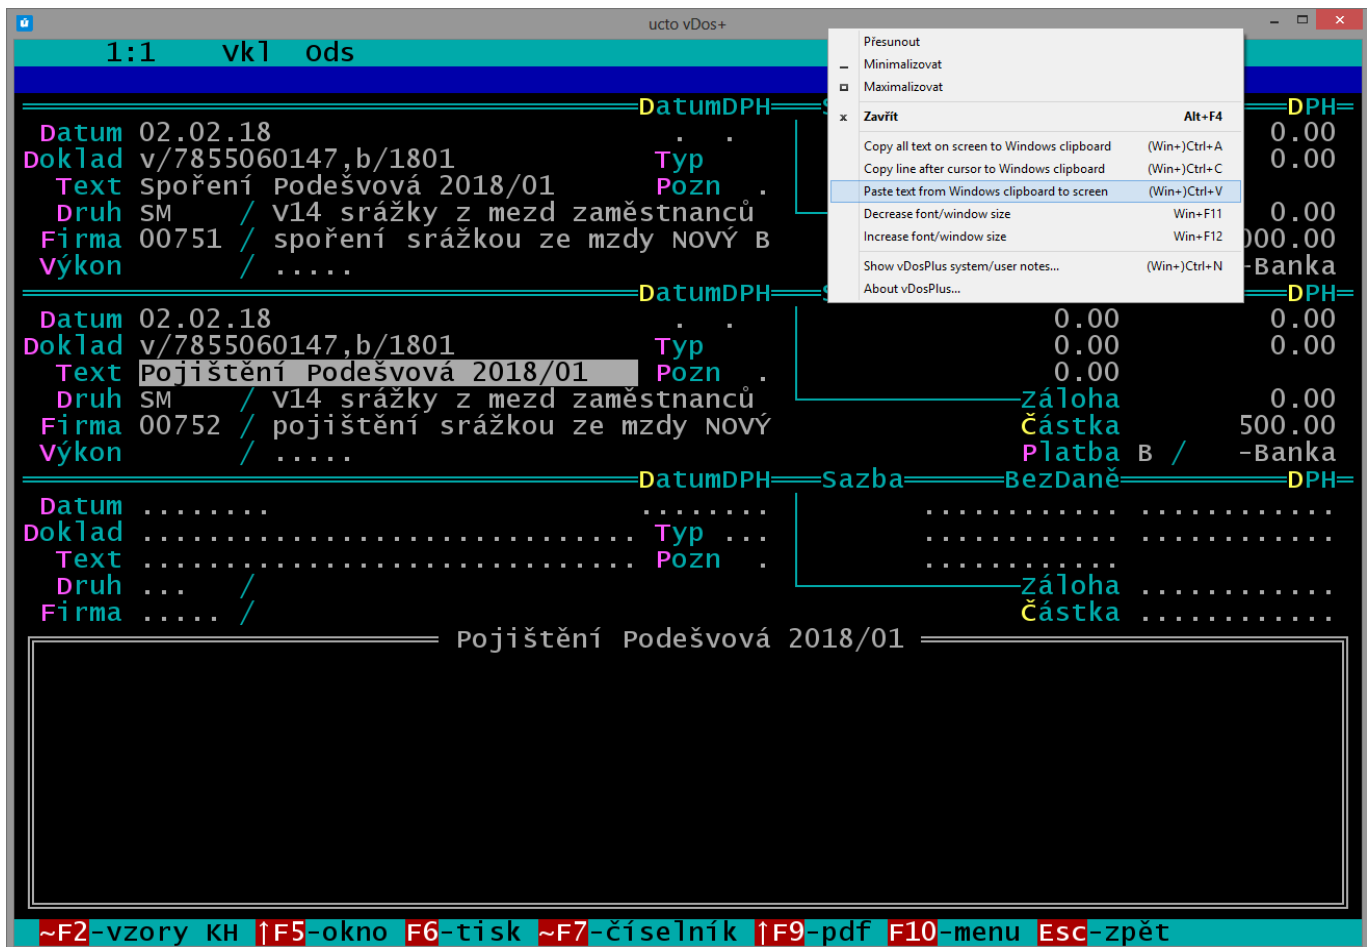 ucto vDos+
1:1 Vkl Ods
Přesunout
Minimalizovat
Maximalizovat
x Zavřít Alt+F4
Copy all text on screen to Windows clipboard (Win+)Ctrl+A
Copy line after cursor to Windows clipboard (Win+)Ctrl+C
Paste text from Windows clipboard to screen (Win+)Ctrl+V
Decrease font/window size Win+F11
Increase font/window size Win+F12
Show vDosPlus system/user notes... (Win+)Ctrl+N
About vDosPlus...
DatumDPH S DPH
Datum 02.02.18 . . 0.00
Doklad v/7855060147,b/1801 Typ 0.00
Text Spoření Podešvová 2018/01 Pozn .
Druh SM / V14 srážky z mezd zaměstnanců 0.00
Firma 00751 / spoření srážkou ze mzdy NOVÝ B 000.00
Výkon / ..... -Banka
DatumDPH S DPH
Datum 02.02.18 . . 0.00 0.00
Doklad v/7855060147,b/1801 Typ 0.00 0.00
Text Pojištění Podešvová 2018/01 Pozn . 0.00
Druh SM / V14 srážky z mezd zaměstnanců Záloha 0.00
Firma 00752 / pojištění srážkou ze mzdy NOVÝ Částka 500.00
Výkon / ..... Platba B / -Banka
DatumDPH Sazba BezDaně DPH
Datum ........ ........ ............ ............
Doklad .............................. Typ ... ............ ............
Text .............................. Pozn . ............
Druh ... / Záloha ............
Firma ..... / Částka ............
Pojištění Podešvová 2018/01
~F2-vzory KH ↑F5-okno F6-tisk ~F7-číselník ↑F9-pdf F10-menu Esc-zpět